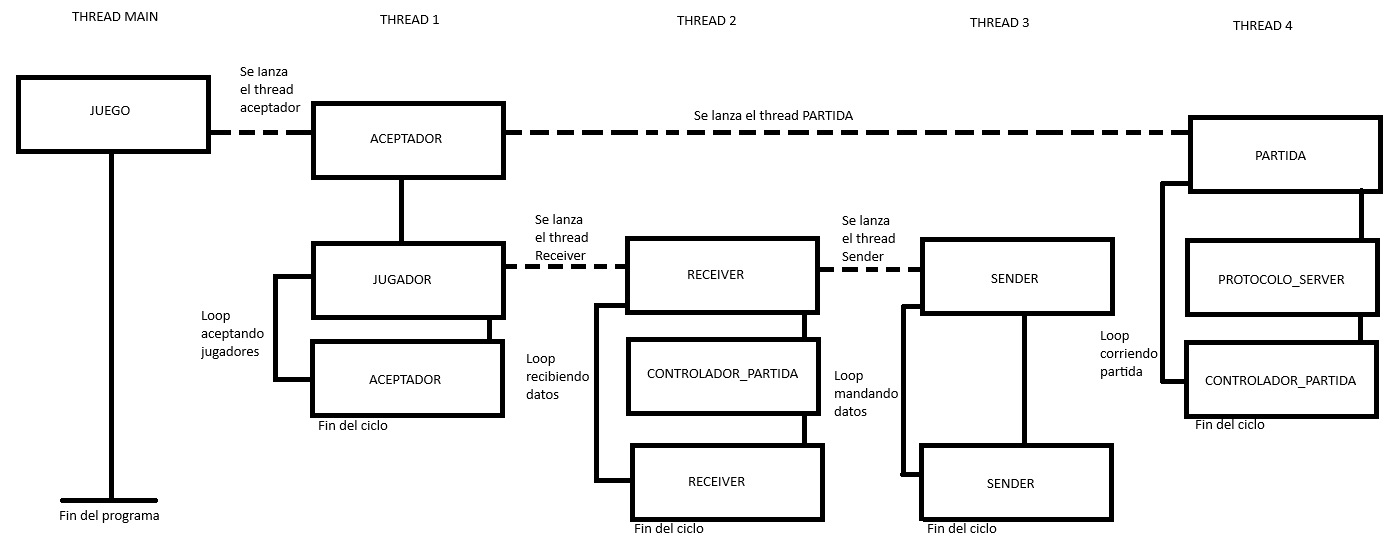 THREAD MAIN
THREAD 1
THREAD 2
THREAD 3
THREAD 4
JUEGO
Se lanza
el thread
aceptador
ACEPTADOR
Se lanza el thread PARTIDA
PARTIDA
JUGADOR
Se lanza
el thread
Receiver
RECEIVER
Se lanza
el thread
Sender
SENDER
PROTOCOLO_SERVER
Loop
aceptando
jugadores
ACEPTADOR
Fin del ciclo
Loop
recibiendo
datos
CONTROLADOR_PARTIDA
Loop
mandando
datos
Loop
corriendo
partida
CONTROLADOR_PARTIDA
Fin del ciclo
RECEIVER
Fin del ciclo
SENDER
Fin del ciclo
Fin del programa